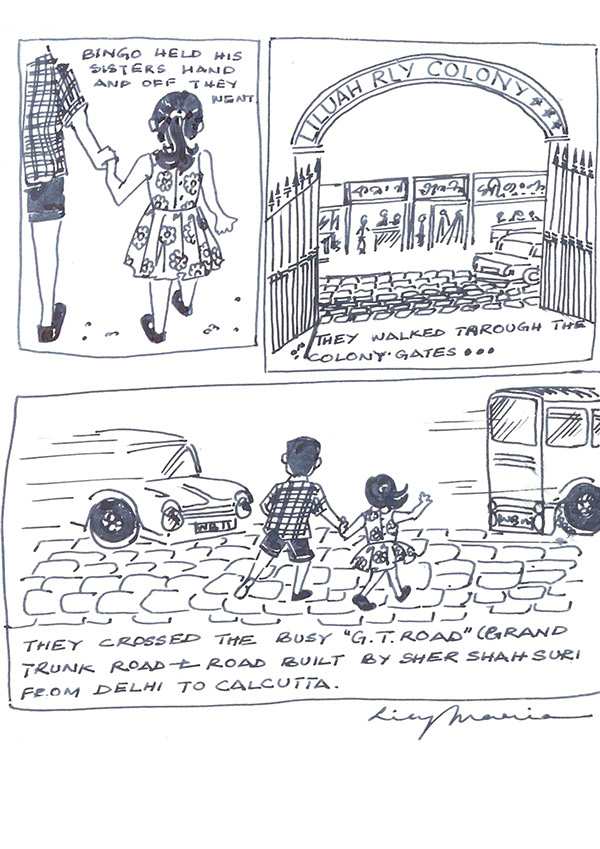 BINGO HELD HIS
SISTERS HAND
AND OFF THEY
WENT.
LILUAH RLY COLONY
THEY WALKED THROUGH THE
COLONY GATES...
THEY CROSSED THE BUSY "G.T. ROAD" (GRAND
TRUNK ROAD - ROAD BUILT BY SHER SHAH SURI
FROM DELHI TO CALCUTTA.
Maria